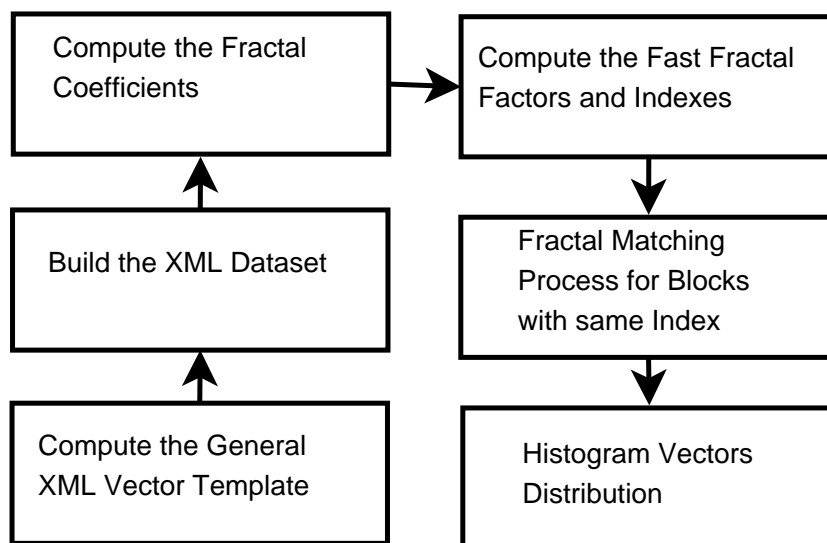 Compute the Fractal
Coefficients
Compute the Fast Fractal
Factors and Indexes
Build the XML Dataset
Fractal Matching
Process for Blocks
with same Index
Compute the General
XML Vector Template
Histogram Vectors
Distribution